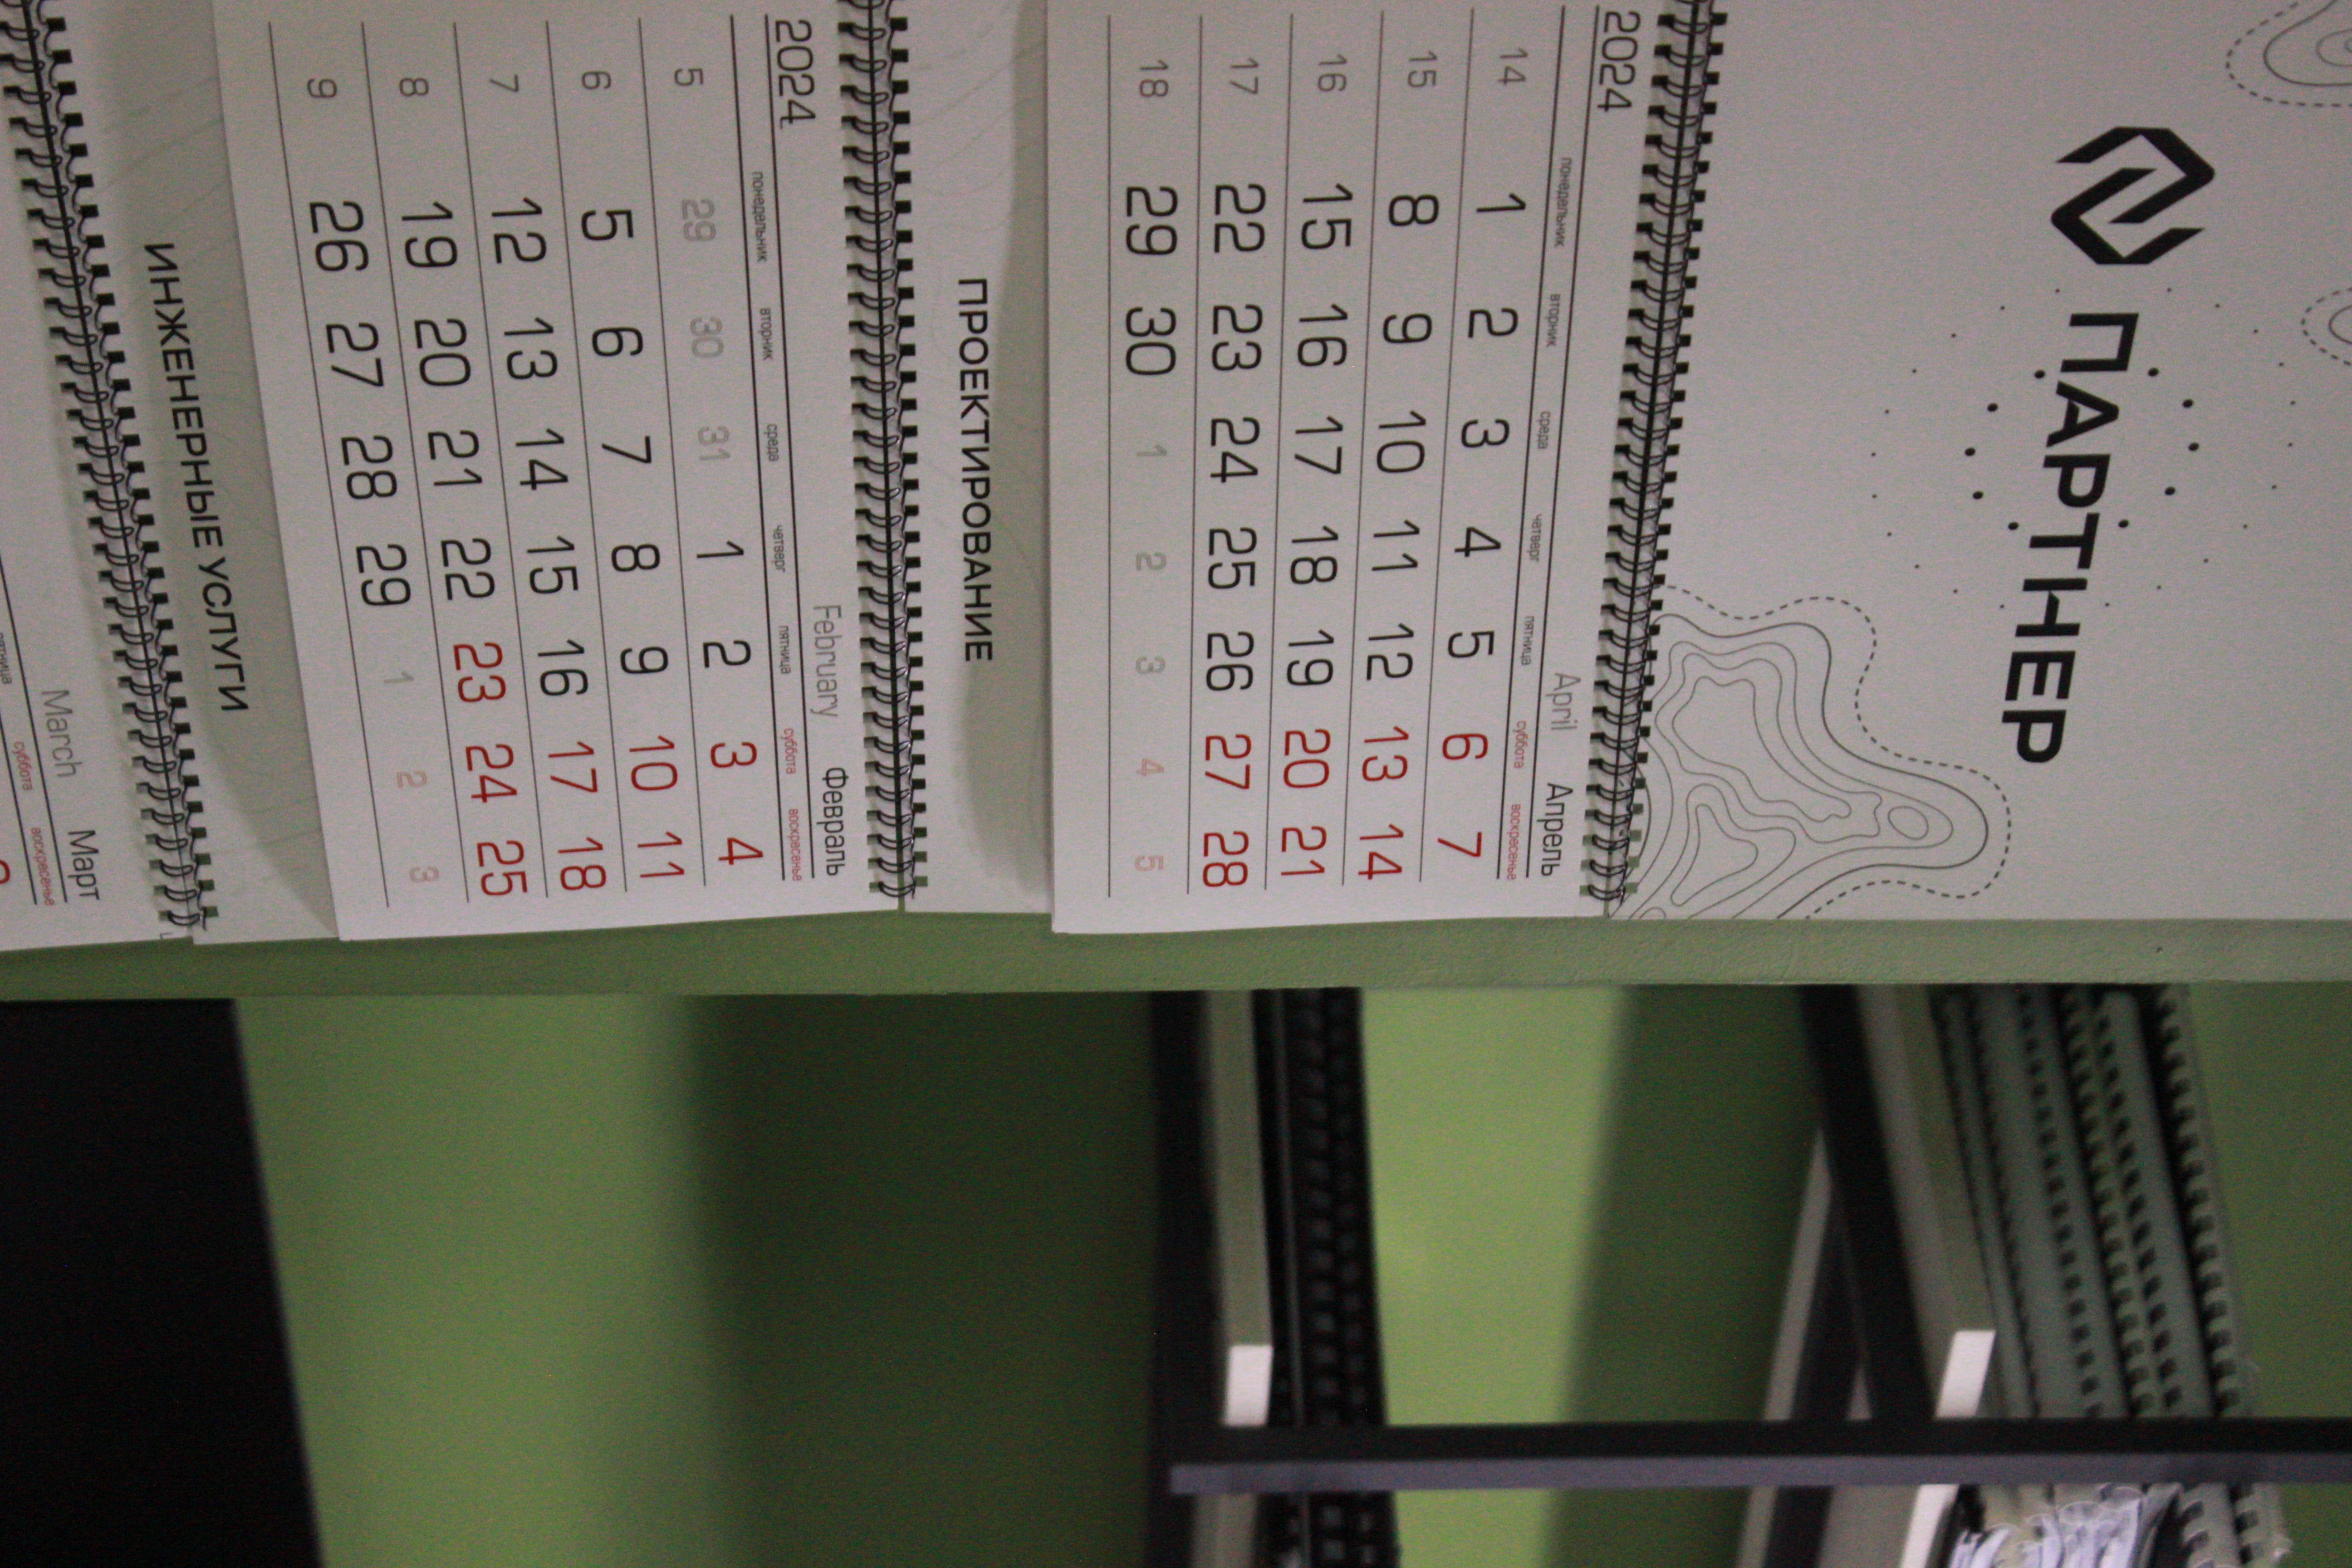 ПАРТНЕР
2024
April Апрель
понедельник вторник среда четверг пятница суббота воскресенье
14 1 2 3 4 5 6 7
15 8 9 10 11 12 13 14
16 15 16 17 18 19 20 21
17 22 23 24 25 26 27 28
18 29 30 1 2 3 4 5
ПРОЕКТИРОВАНИЕ
2024
February Февраль
понедельник вторник среда четверг пятница суббота воскресенье
5 29 30 31 1 2 3 4
6 5 6 7 8 9 10 11
7 12 13 14 15 16 17 18
8 19 20 21 22 23 24 25
9 26 27 28 29 1 2 3
ИНЖЕНЕРНЫЕ УСЛУГИ
March Март
пятница суббота воскресенье